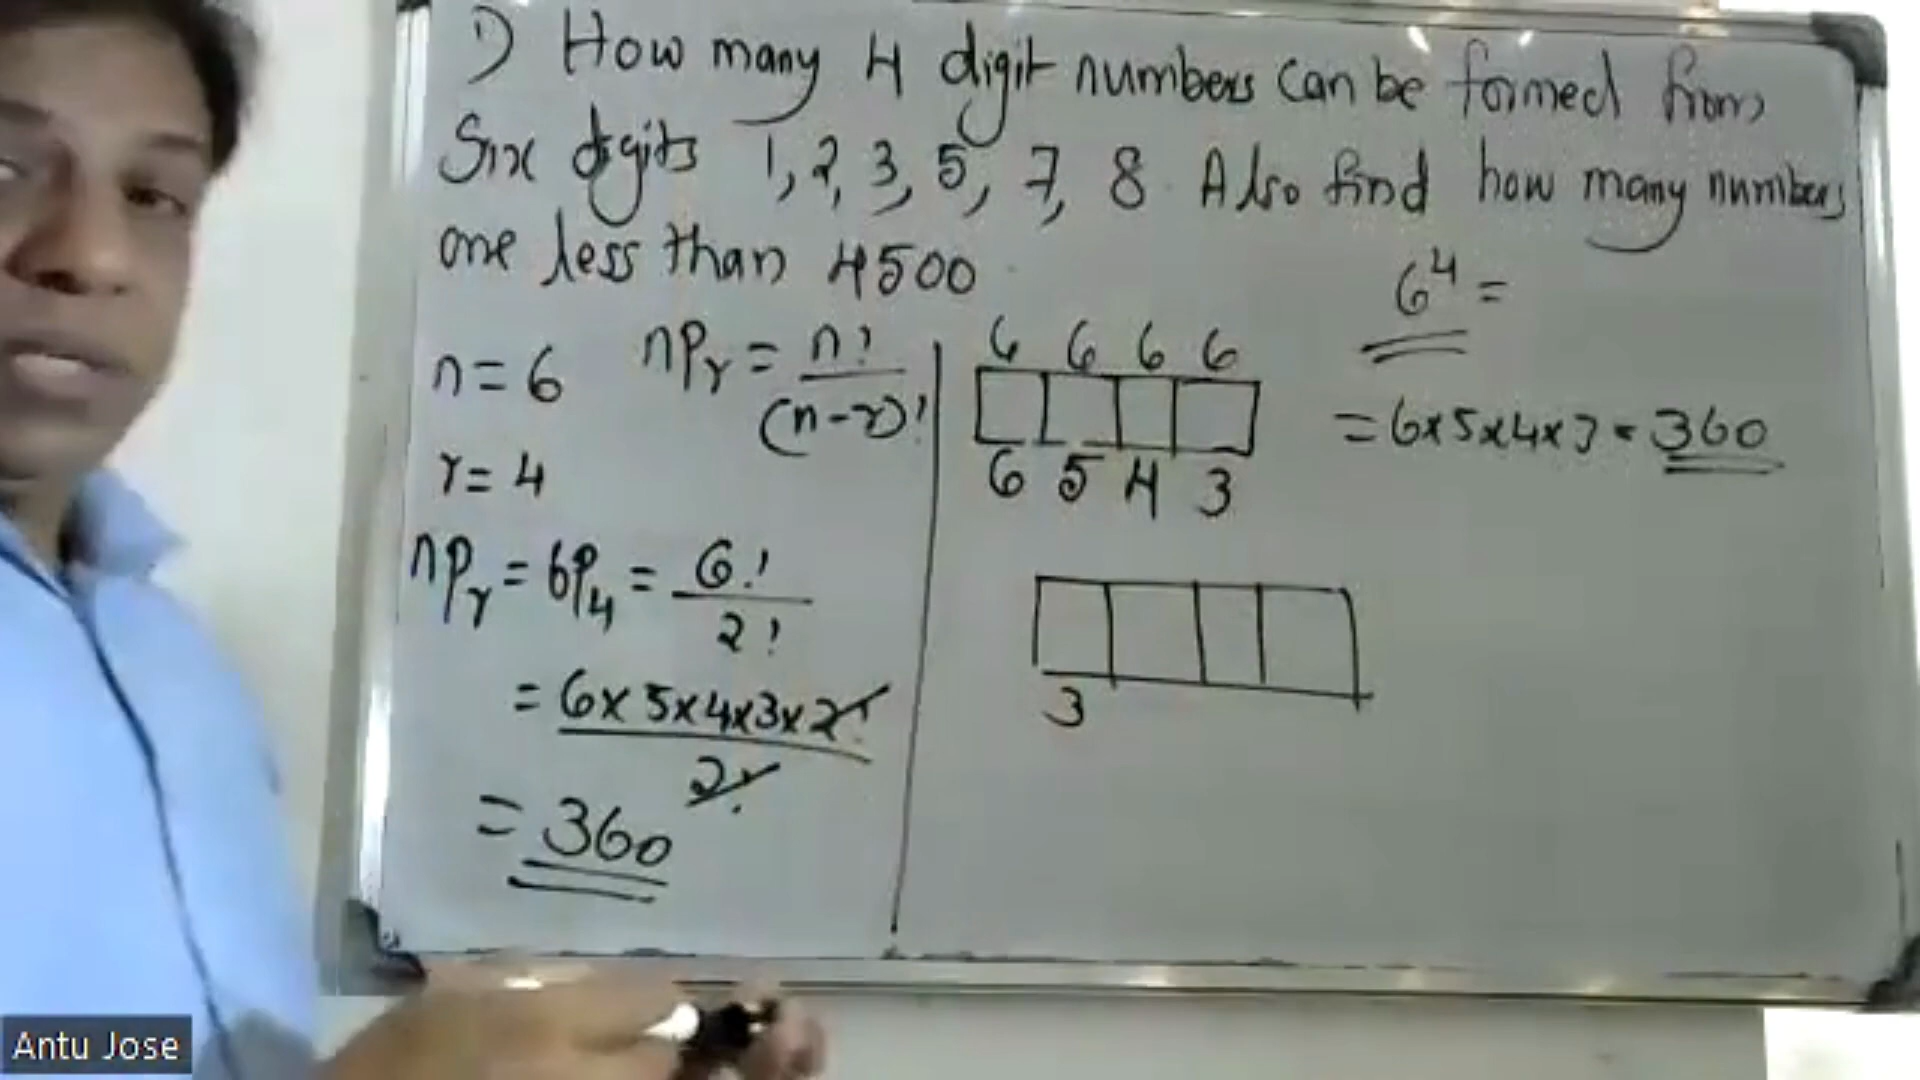 1) How many 4 digit numbers can be formed from
Six digits 1, 2, 3, 5, 7, 8. Also find how many numbers
are less than 4500
6^4 =
n = 6 nPr = n! / (n-r)!
r = 4
nPr = 6P4 = 6! / 2!
= 6 x 5 x 4 x 3 x 2! / 2!
= 360
6 6 6 6
6 5 4 3
= 6 x 5 x 4 x 3 = 360
3
Antu Jose